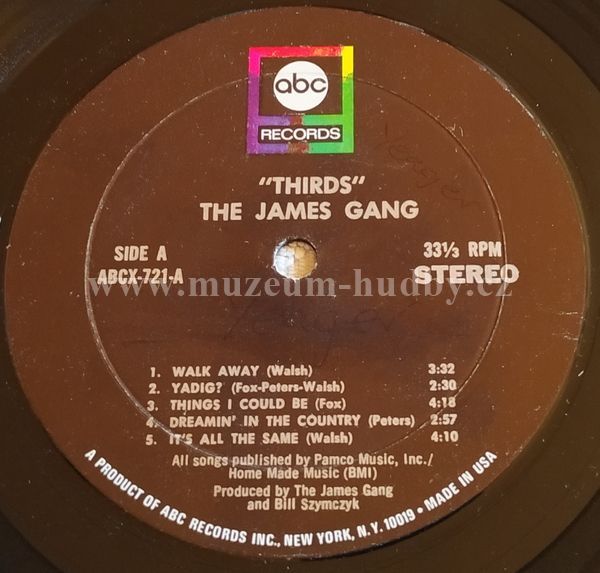 abc
RECORDS
"THIRDS"
THE JAMES GANG
SIDE A
ABCX-721-A
33⅓ RPM
STEREO
www.muzeum-hudby.cz
1. WALK AWAY (Walsh) 3:32
2. YADIG? (Fox-Peters-Walsh) 2:30
3. THINGS I COULD BE (Fox) 4:18
4. DREAMIN' IN THE COUNTRY (Peters) 2:57
5. IT'S ALL THE SAME (Walsh) 4:10
All songs published by Pamco Music, Inc./
Home Made Music (BMI)
Produced by The James Gang
and Bill Szymczyk
A PRODUCT OF ABC RECORDS INC., NEW YORK, N.Y. 10019 • MADE IN USA